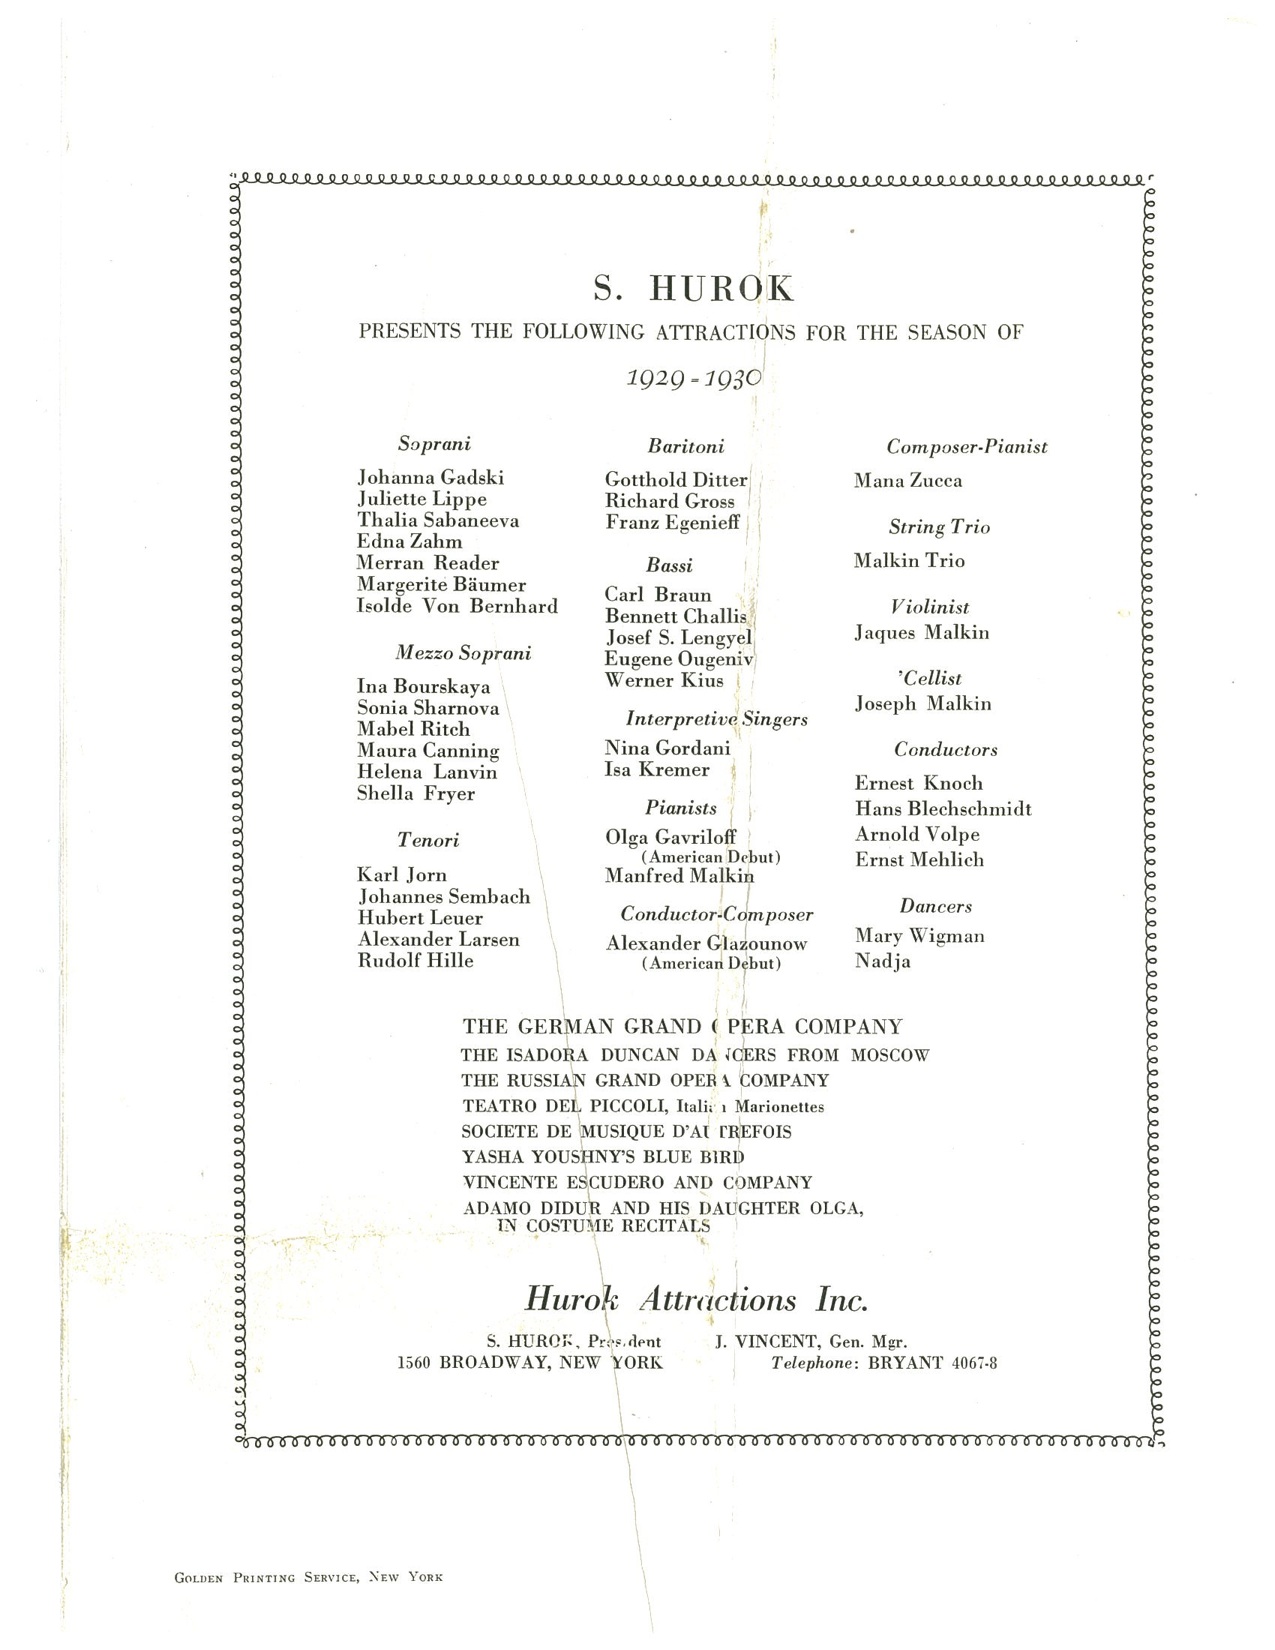 S. HUROK
PRESENTS THE FOLLOWING ATTRACTIONS FOR THE SEASON OF
1929-1930
Soprani
Johanna Gadski
Juliette Lippe
Thalia Sabaneeva
Edna Zahm
Merran Reader
Margerite Bäumer
Isolde Von Bernhard
Mezzo Soprani
Ina Bourskaya
Sonia Sharnova
Mabel Ritch
Maura Canning
Helena Lanvin
Shella Fryer
Tenori
Karl Jorn
Johannes Sembach
Hubert Leuer
Alexander Larsen
Rudolf Hille
Baritoni
Gotthold Ditter
Richard Gross
Franz Egenieff
Bassi
Carl Braun
Bennett Challis
Josef S. Lengyel
Eugene Ougeniv
Werner Kius
Interpretive Singers
Nina Gordani
Isa Kremer
Pianists
Olga Gavriloff
(American Debut)
Manfred Malkin
Conductor-Composer
Alexander Glazounow
(American Debut)
Composer-Pianist
Mana Zucca
String Trio
Malkin Trio
Violinist
Jaques Malkin
'Cellist
Joseph Malkin
Conductors
Ernest Knoch
Hans Blechschmidt
Arnold Volpe
Ernst Mehlich
Dancers
Mary Wigman
Nadja
THE GERMAN GRAND OPERA COMPANY
THE ISADORA DUNCAN DANCERS FROM MOSCOW
THE RUSSIAN GRAND OPERA COMPANY
TEATRO DEL PICCOLI, Italian Marionettes
SOCIETE DE MUSIQUE D'AUTREFOIS
YASHA YOUSHNY'S BLUE BIRD
VINCENTE ESCUDERO AND COMPANY
ADAMO DIDUR AND HIS DAUGHTER OLGA,
IN COSTUME RECITALS
Hurok Attractions Inc.
S. HUROK, President J. VINCENT, Gen. Mgr.
1560 BROADWAY, NEW YORK Telephone: BRYANT 4067-8
GOLDEN PRINTING SERVICE, NEW YORK